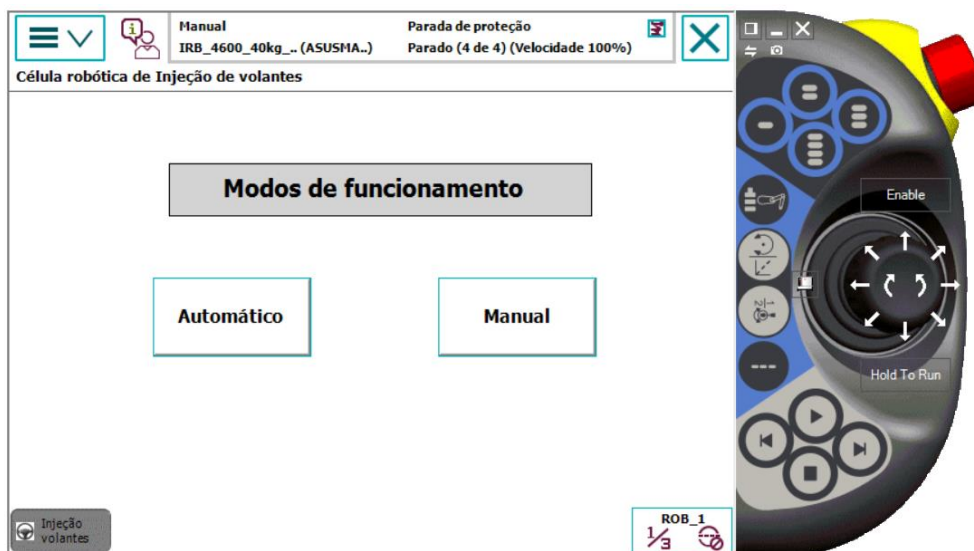 Manual
IRB_4600_40kg_.. (ASUSMA..)
Parada de proteção
Parado (4 de 4) (Velocidade 100%)
Célula robótica de Injeção de volantes
Modos de funcionamento
Automático
Manual
Enable
Hold To Run
Injeção
volantes
ROB_1
1/3